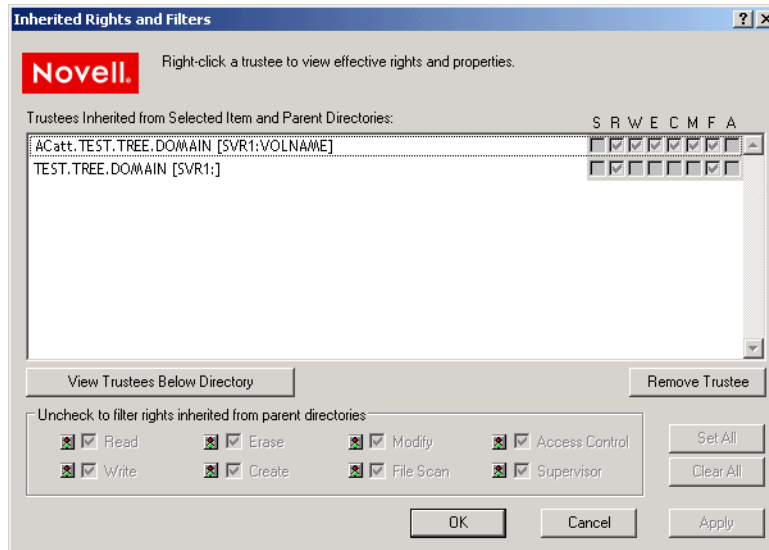 Inherited Rights and Filters
Novell.
Right-click a trustee to view effective rights and properties.
Trustees Inherited from Selected Item and Parent Directories:
S R W E C M F A
ACatt.TEST.TREE.DOMAIN [SVR1:VOLNAME]
TEST.TREE.DOMAIN [SVR1:]
View Trustees Below Directory
Remove Trustee
Uncheck to filter rights inherited from parent directories
Read Erase Modify Access Control
Set All
Write Create File Scan Supervisor
Clear All
OK Cancel Apply